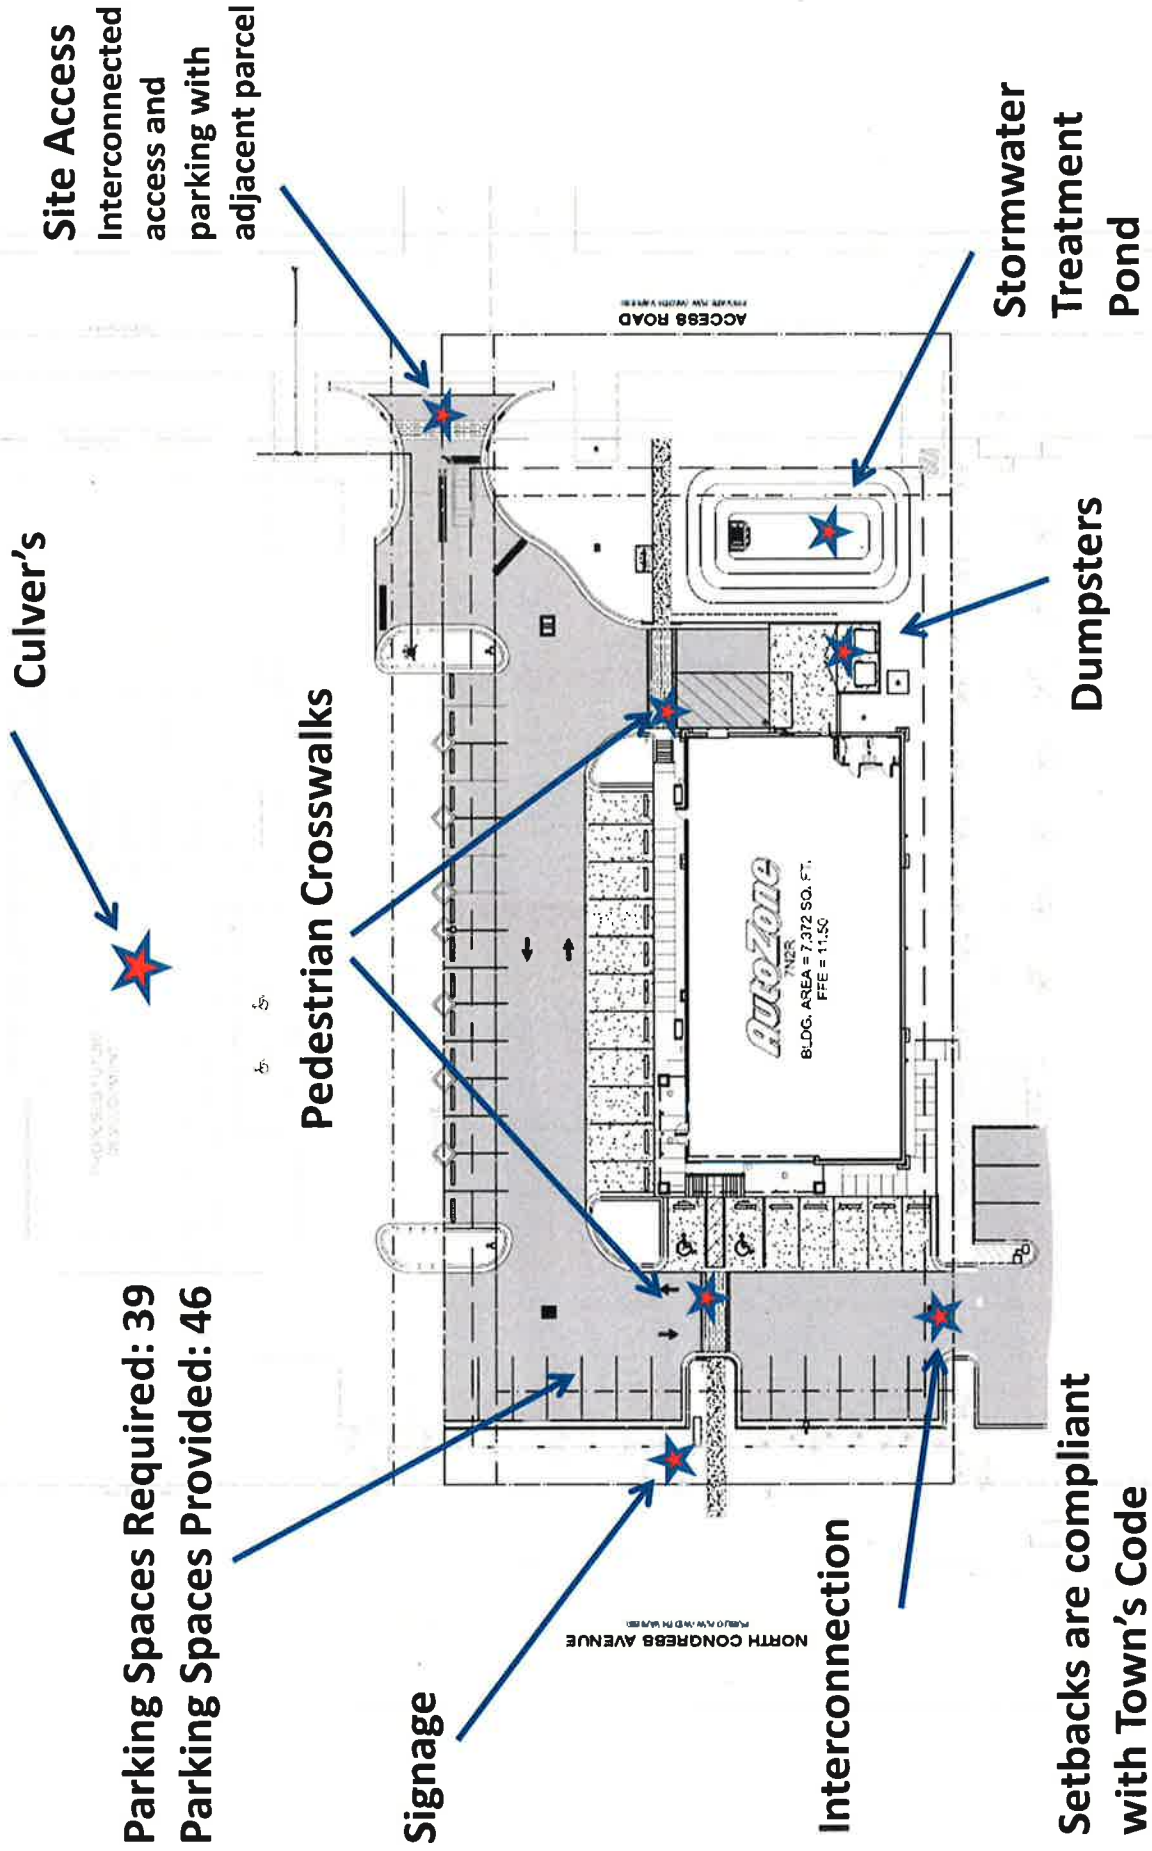 Site Access
Interconnected
access and
parking with
adjacent parcel
Stormwater
Treatment
Pond
Culver's
Dumpsters
Pedestrian Crosswalks
Parking Spaces Required: 39
Parking Spaces Provided: 46
Signage
Interconnection
Setbacks are compliant
with Town's Code
ACCESS ROAD
NORTH CONGRESS AVENUE
AutoZone
7N2R
BLDG. AREA = 7,372 SQ. FT.
FFE = 11.50